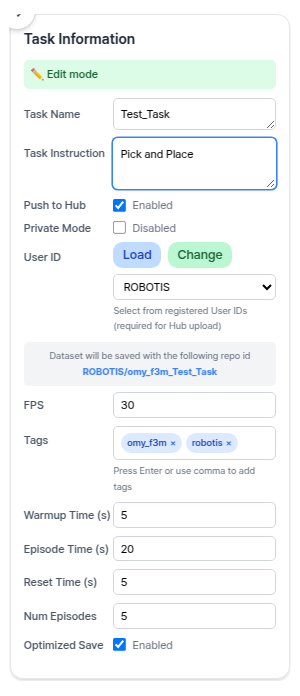 Task Information
✏️ Edit mode
Task Name Test_Task
Task Instruction Pick and Place
Push to Hub Enabled
Private Mode Disabled
User ID Load Change
ROBOTIS
Select from registered User IDs
(required for Hub upload)
Dataset will be saved with the following repo id
ROBOTIS/omy_f3m_Test_Task
FPS 30
Tags omy_f3m × robotis ×
Press Enter or use comma to add
tags
Warmup Time (s) 5
Episode Time (s) 20
Reset Time (s) 5
Num Episodes 5
Optimized Save Enabled